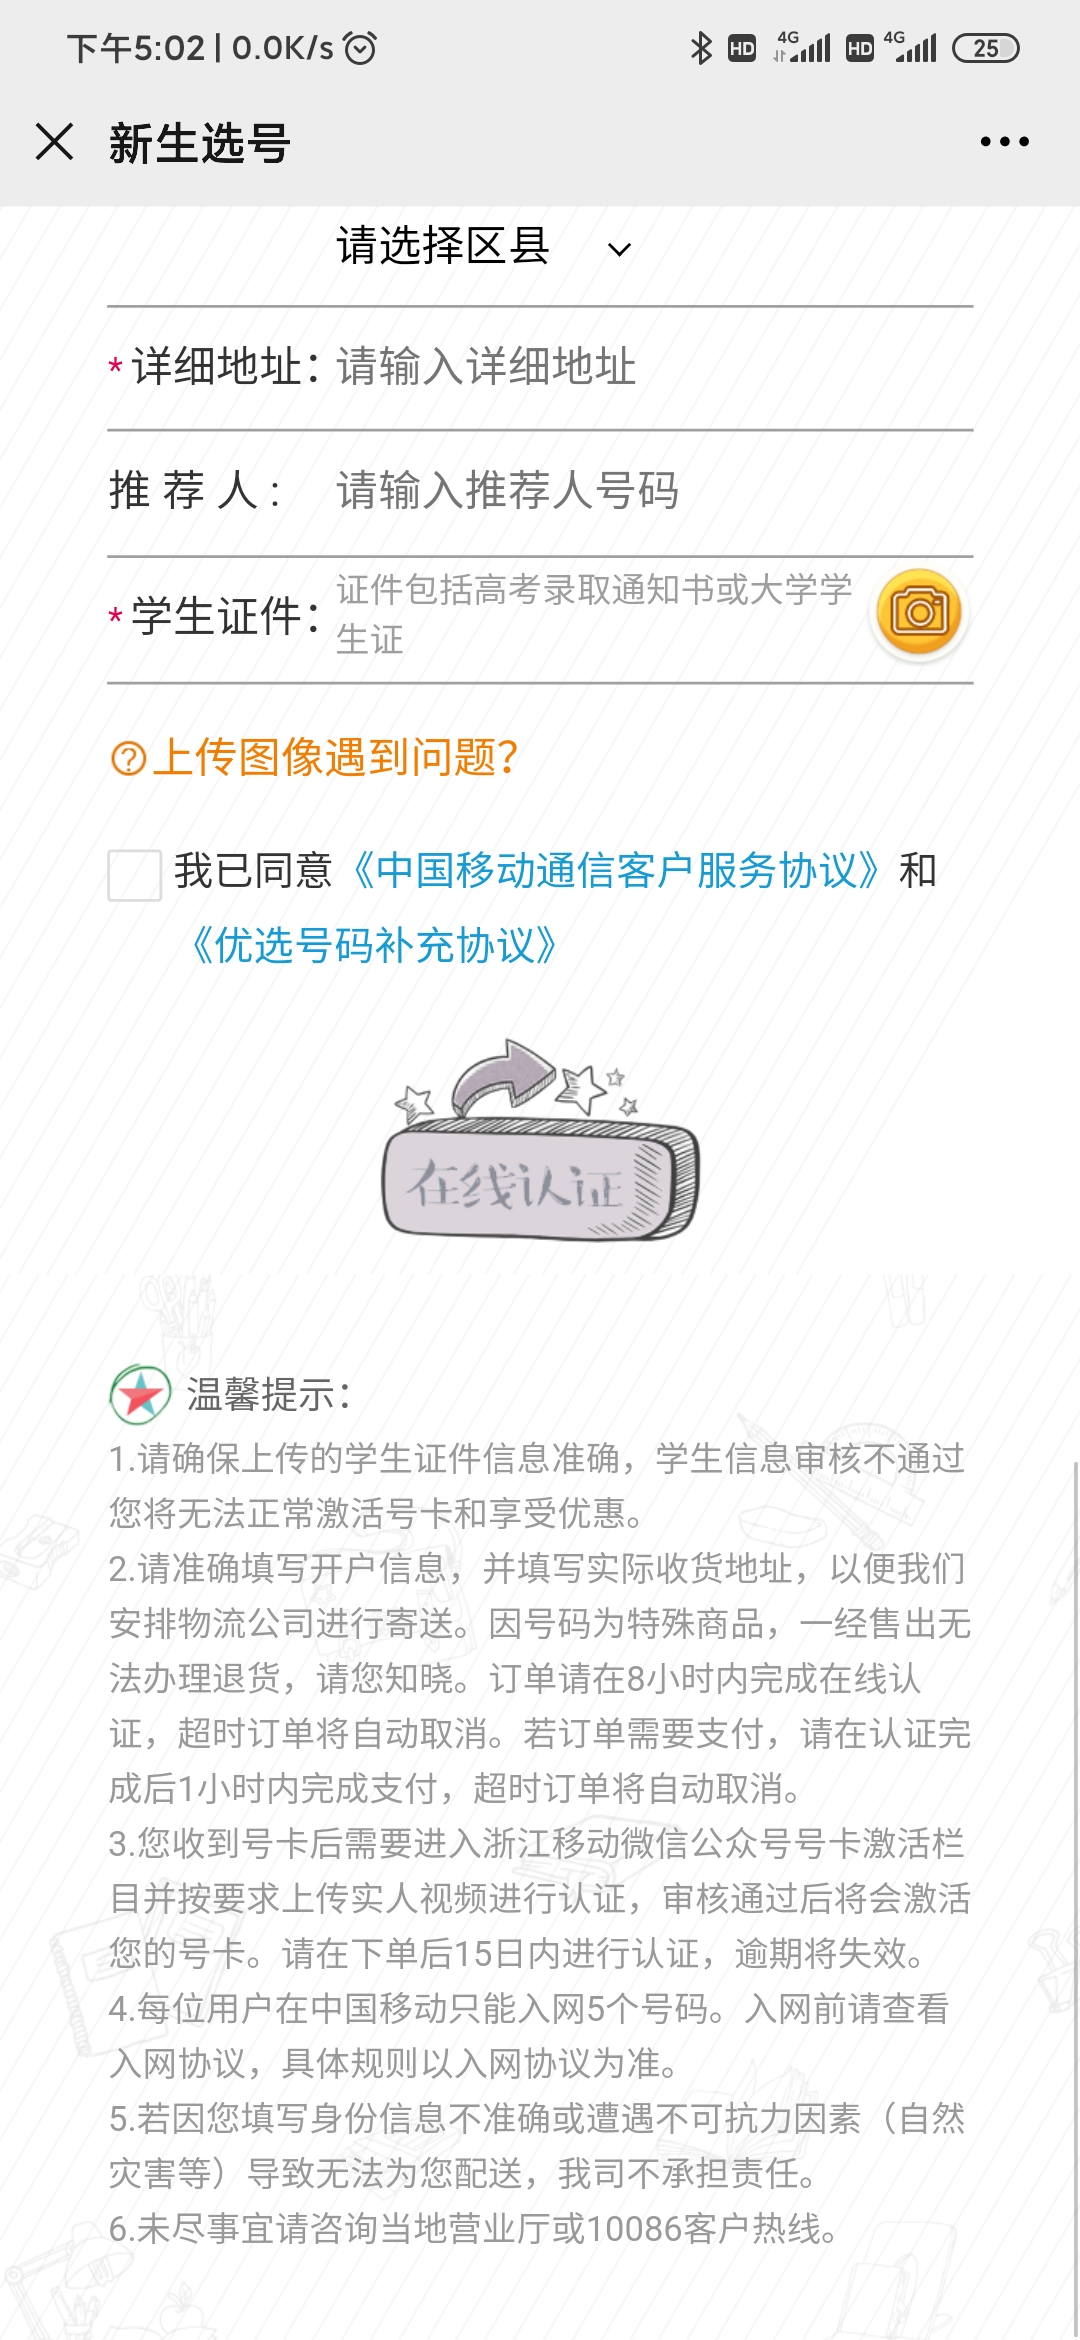 下午5:02 | 0.0K/s
HD 4G HD 4G 25
新生选号
请选择区县
*详细地址：请输入详细地址
推 荐 人： 请输入推荐人号码
证件包括高考录取通知书或大学学
*学生证件：
生证
?上传图像遇到问题?
我已同意《中国移动通信客户服务协议》和
《优选号码补充协议》
在线认证
温馨提示：
1.请确保上传的学生证件信息准确，学生信息审核不通过
您将无法正常激活号卡和享受优惠。
2.请准确填写开户信息，并填写实际收货地址，以便我们
安排物流公司进行寄送。因号码为特殊商品，一经售出无
法办理退货，请您知晓。订单请在8小时内完成在线认
证，超时订单将自动取消。若订单需要支付，请在认证完
成后1小时内完成支付，超时订单将自动取消。
3.您收到号卡后需要进入浙江移动微信公众号号卡激活栏
目并按要求上传实人视频进行认证，审核通过后将会激活
您的号卡。请在下单后15日内进行认证，逾期将失效。
4.每位用户在中国移动只能入网5个号码。入网前请查看
入网协议，具体规则以入网协议为准。
5.若因您填写身份信息不准确或遭遇不可抗力因素（自然
灾害等）导致无法为您配送，我司不承担责任。
6.未尽事宜请咨询当地营业厅或10086客户热线。